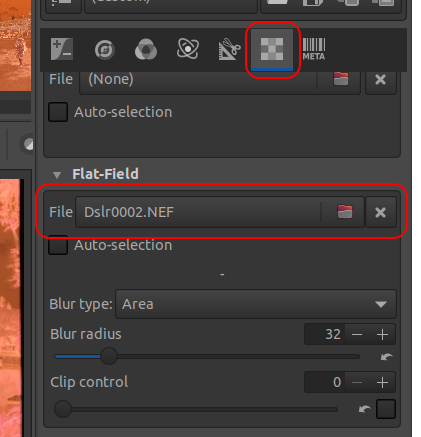 (Custom)
META
File (None)
Auto-selection
Flat-Field
File Dslr0002.NEF
Auto-selection
-
Blur type: Area
Blur radius 32
Clip control 0